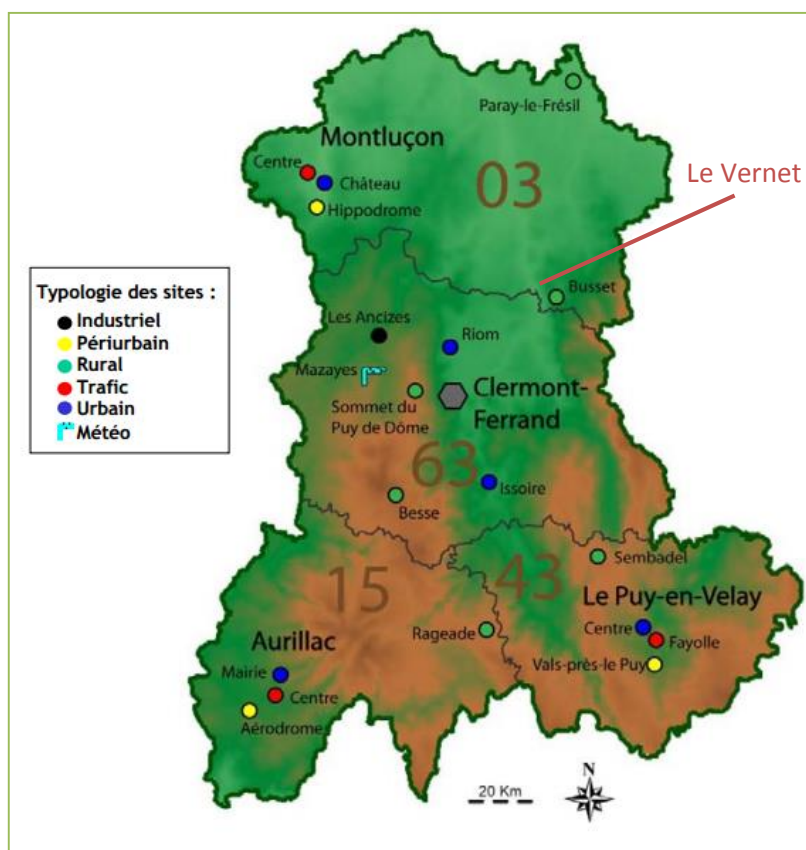 Paray-le-Frésil
Montluçon
Centre
Château
Hippodrome
03
Le Vernet
Busset
Typologie des sites :
Industriel
Périurbain
Rural
Trafic
Urbain
Météo
Les Ancizes
Riom
Mazayes
Sommet du
Puy de Dôme
Clermont-
Ferrand
63
Issoire
Besse
Sembadel
15
43
Le Puy-en-Velay
Centre
Fayolle
Vals-près-le Puy
Rageade
Aurillac
Mairie
Centre
Aérodrome
20 Km
N